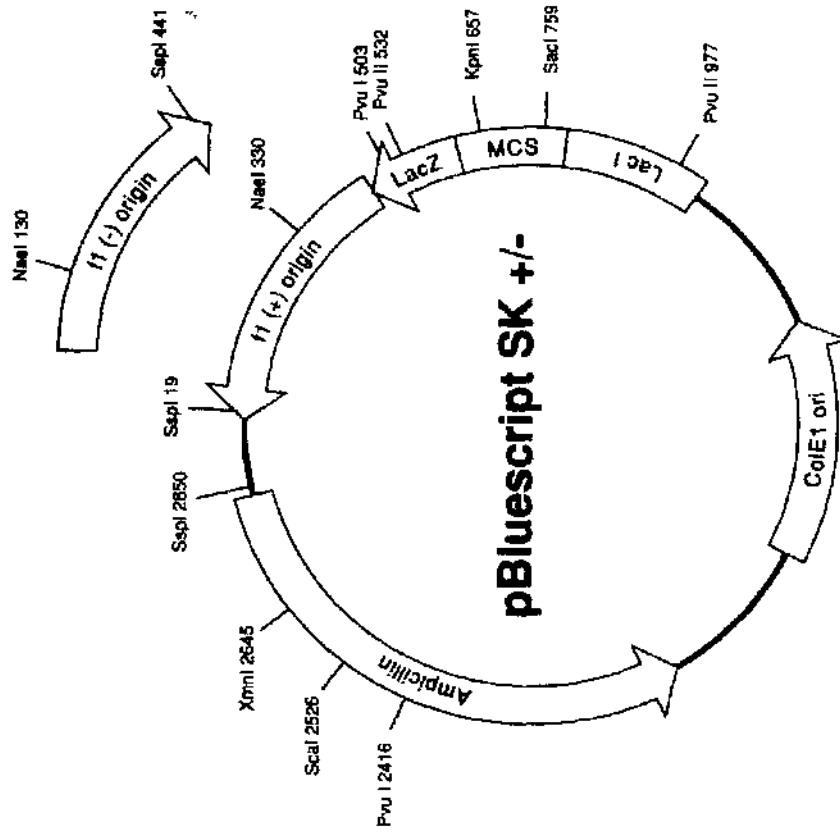 NaeI 130
f1 (-) origin
SspI 441
SspI 19
f1 (+) origin
NaeI 330
Pvu I 503
Pvu II 532
LacZ
KpnI 657
MCS
SacI 759
Lac I
Pvu II 977
pBluescript SK +/-
ColE1 ori
SspI 2850
XmnI 2645
ScaI 2526
Pvu I 2416
Ampicillin